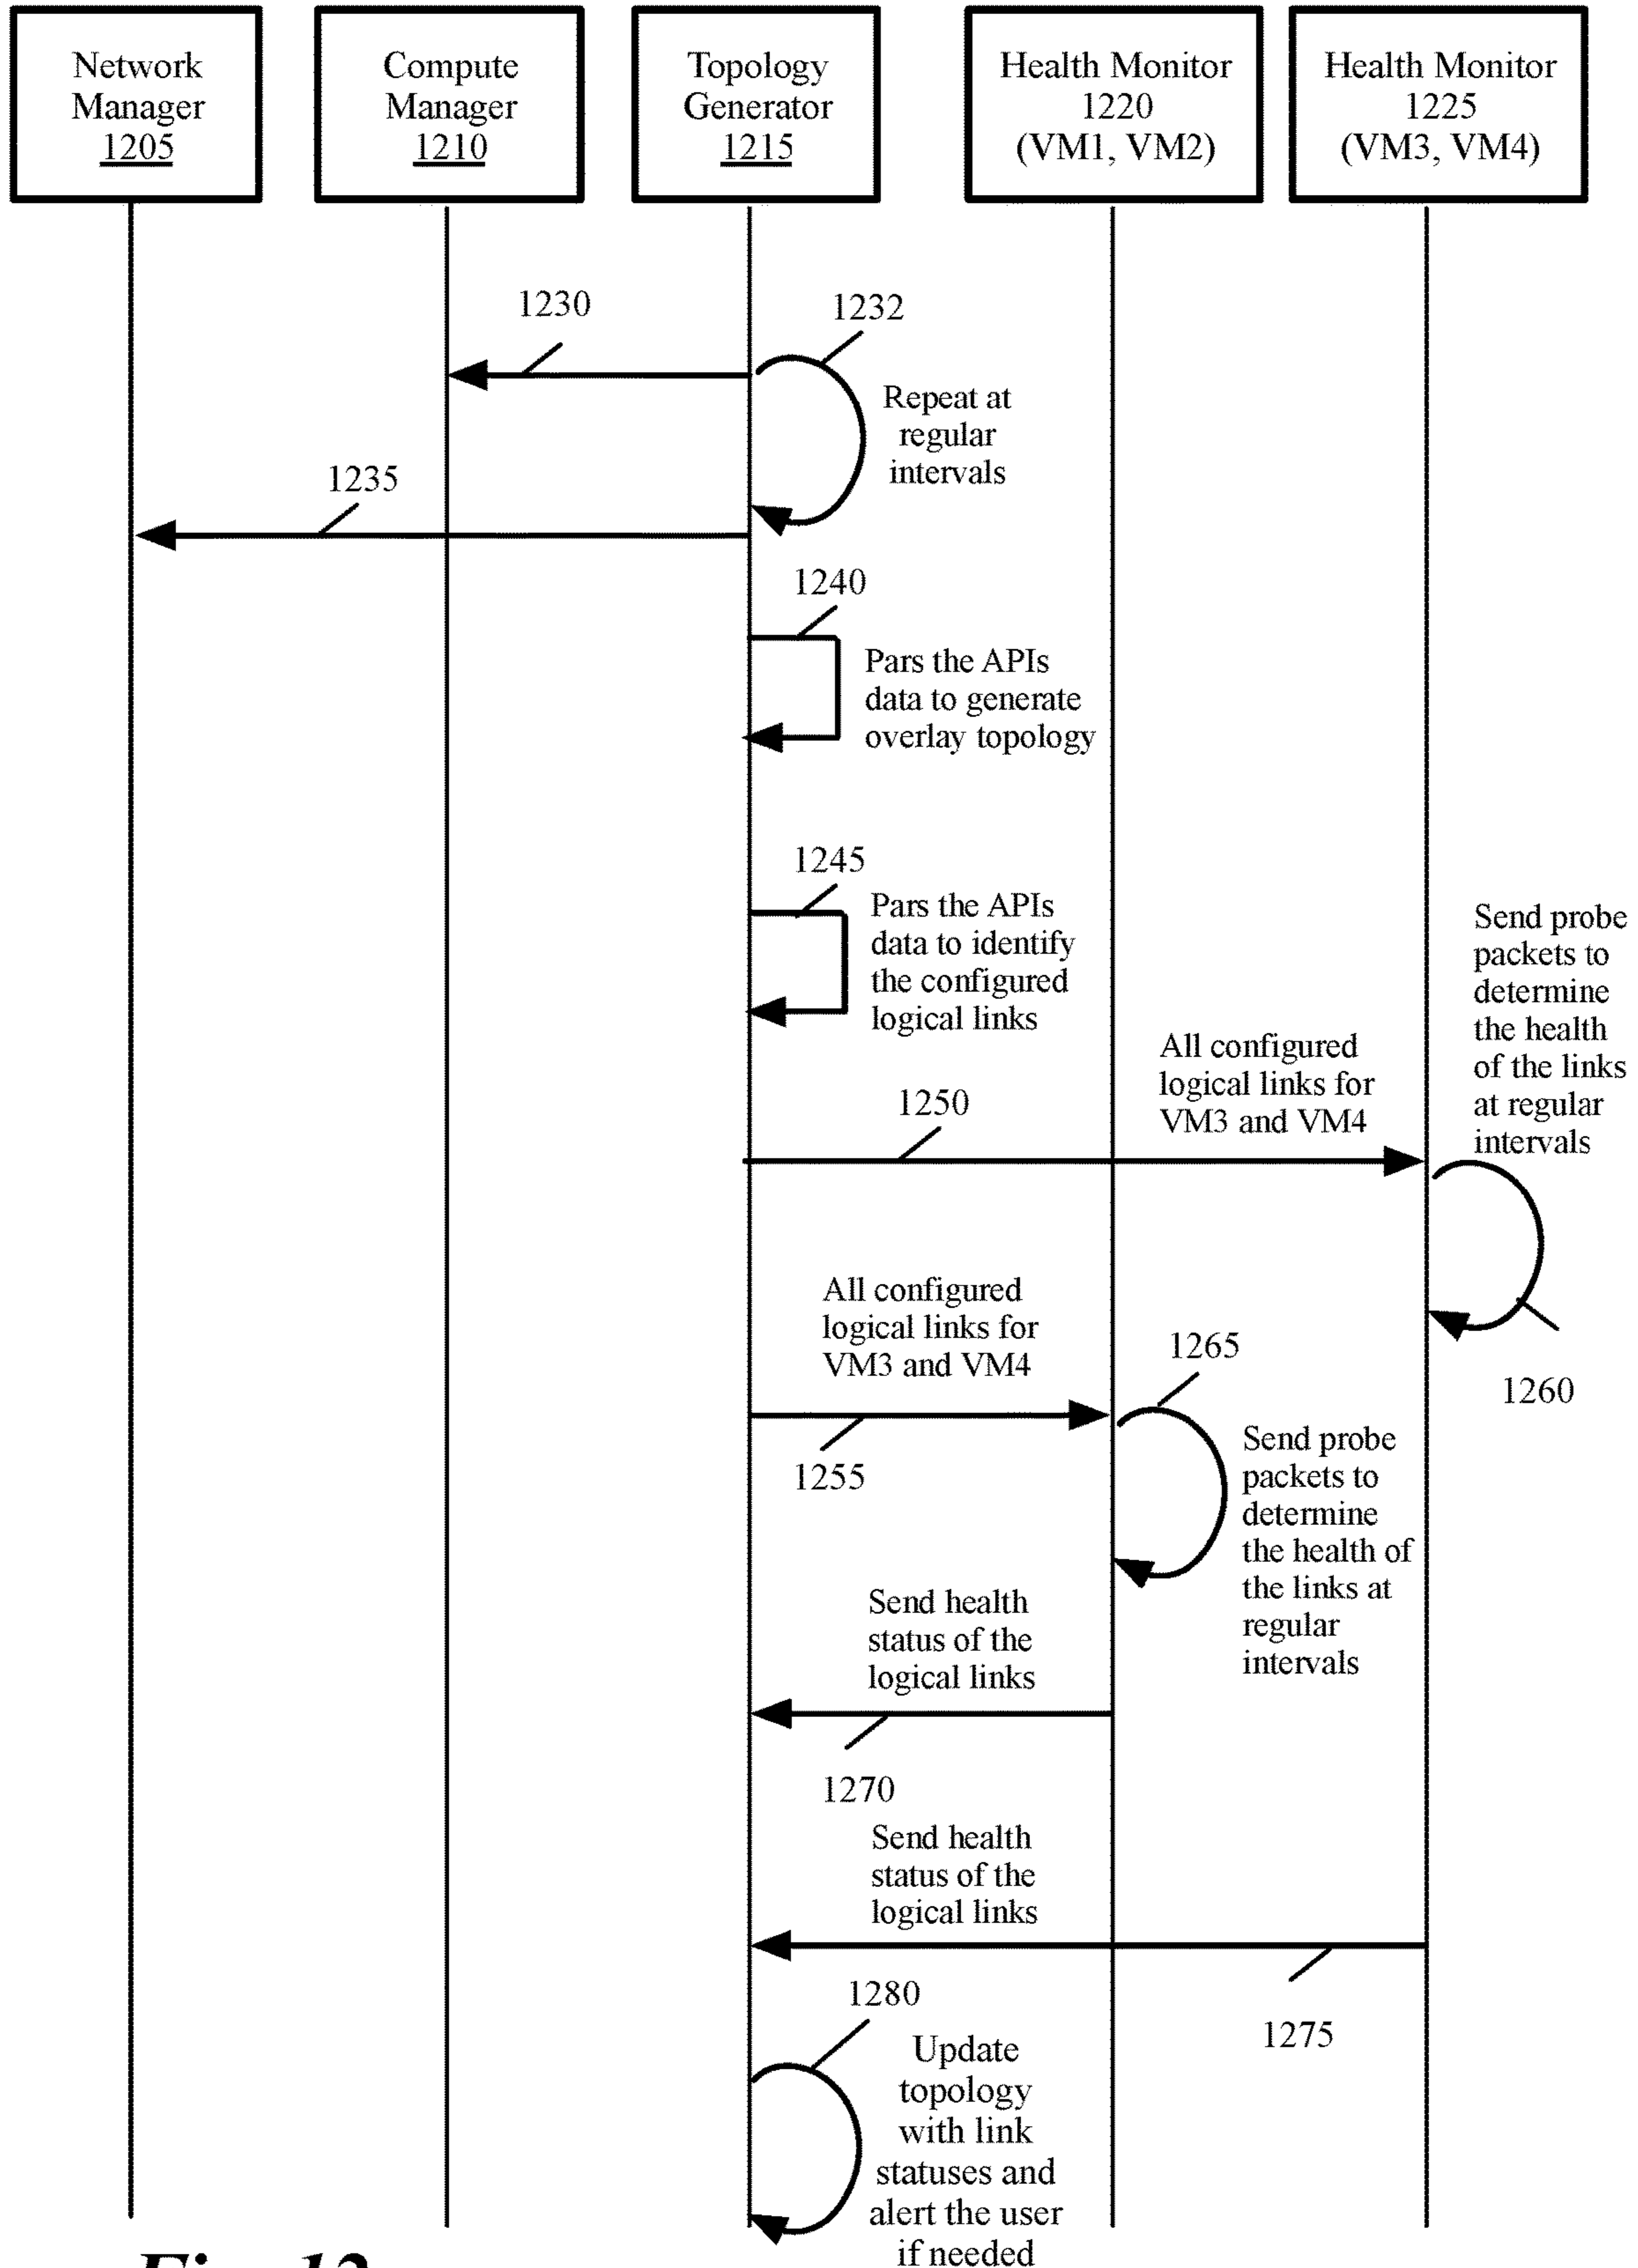 Network
Manager
1205
Compute
Manager
1210
Topology
Generator
1215
Health Monitor
1220
(VM1, VM2)
Health Monitor
1225
(VM3, VM4)
1230
1232
Repeat at
regular
intervals
1235
1240
Pars the APIs
data to generate
overlay topology
1245
Pars the APIs
data to identify
the configured
logical links
Send probe
packets to
determine
the health
of the links
at regular
intervals
All configured
logical links for
VM3 and VM4
1250
1260
All configured
logical links for
VM3 and VM4
1255
1265
Send probe
packets to
determine
the health of
the links at
regular
intervals
Send health
status of the
logical links
1270
Send health
status of the
logical links
1275
1280
Update
topology
with link
statuses and
alert the user
if needed